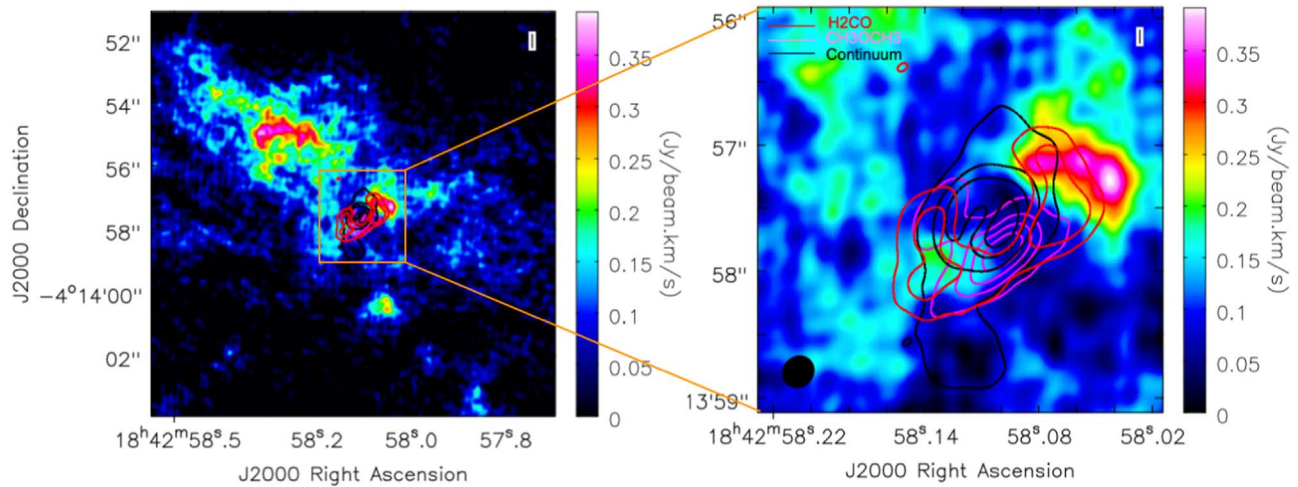 52"
54"
56"
58"
−4°14'00"
02"
J2000 Declination
18ʰ42ᵐ58ˢ.5
58ˢ.2
58ˢ.0
57ˢ.8
J2000 Right Ascension
0.35
0.3
0.25
0.2
0.15
0.1
0.05
0
(Jy/beam.km/s)
H2CO
CH3OCH3
Continuum
56"
57"
58"
13'59"
18ʰ42ᵐ58ˢ.22
58ˢ.14
58ˢ.08
58ˢ.02
J2000 Right Ascension
0.35
0.3
0.25
0.2
0.15
0.1
0.05
0
(Jy/beam.km/s)